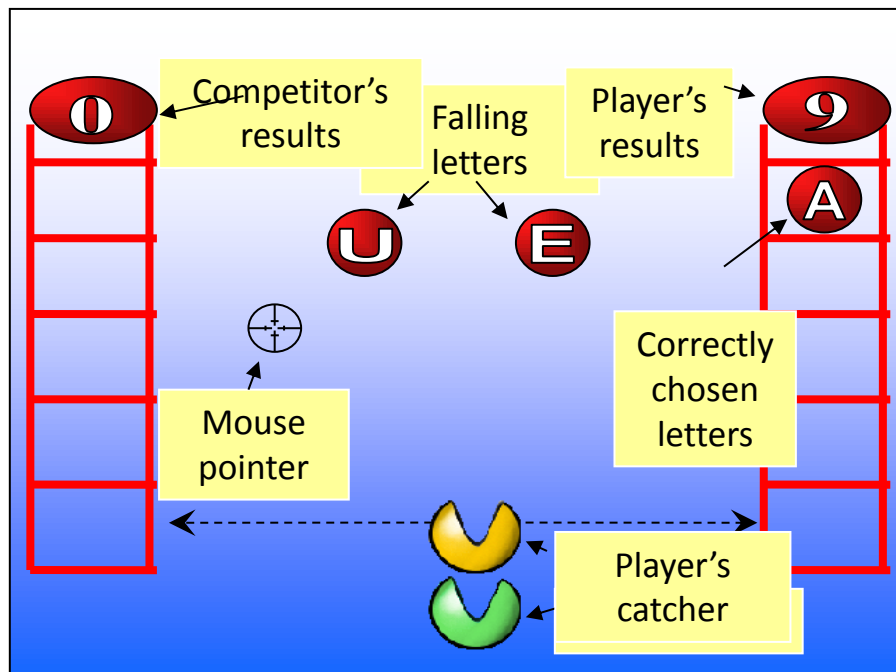 0
Competitor's
results
Falling
letters
Player's
results
9
U
E
A
Correctly
chosen
letters
Mouse
pointer
Player's
catcher